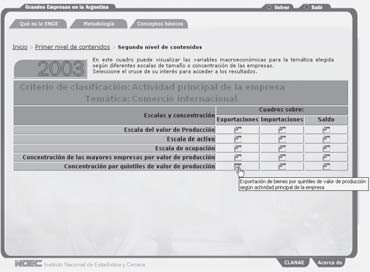 Grandes Empresas en la Argentina
Volver
Salir
Qué es la ENGE
Metodología
Conceptos básicos
Inicio > Primer nivel de contenidos > Segundo nivel de contenidos
2003
En este cuadro puede visualizar las variables macroeconómicas para la temática elegida
según diferentes escalas de tamaño o concentración de las empresas.
Seleccione el cruce de su interés para acceder a los resultados.
Criterio de clasificación: Actividad principal de la empresa
Temática: Comercio internacional
Escalas y concentración
Cuadros sobre:
Exportaciones
Importaciones
Saldo
Escala del valor de Producción
Escala de activo
Escala de ocupación
Concentración de las mayores empresas por valor de producción
Concentración por quintiles de valor de producción
Exportación de bienes por quintiles de valor de producción
según actividad principal de la empresa
INDEC Instituto Nacional de Estadística y Censos
CLANAE
Acerca de